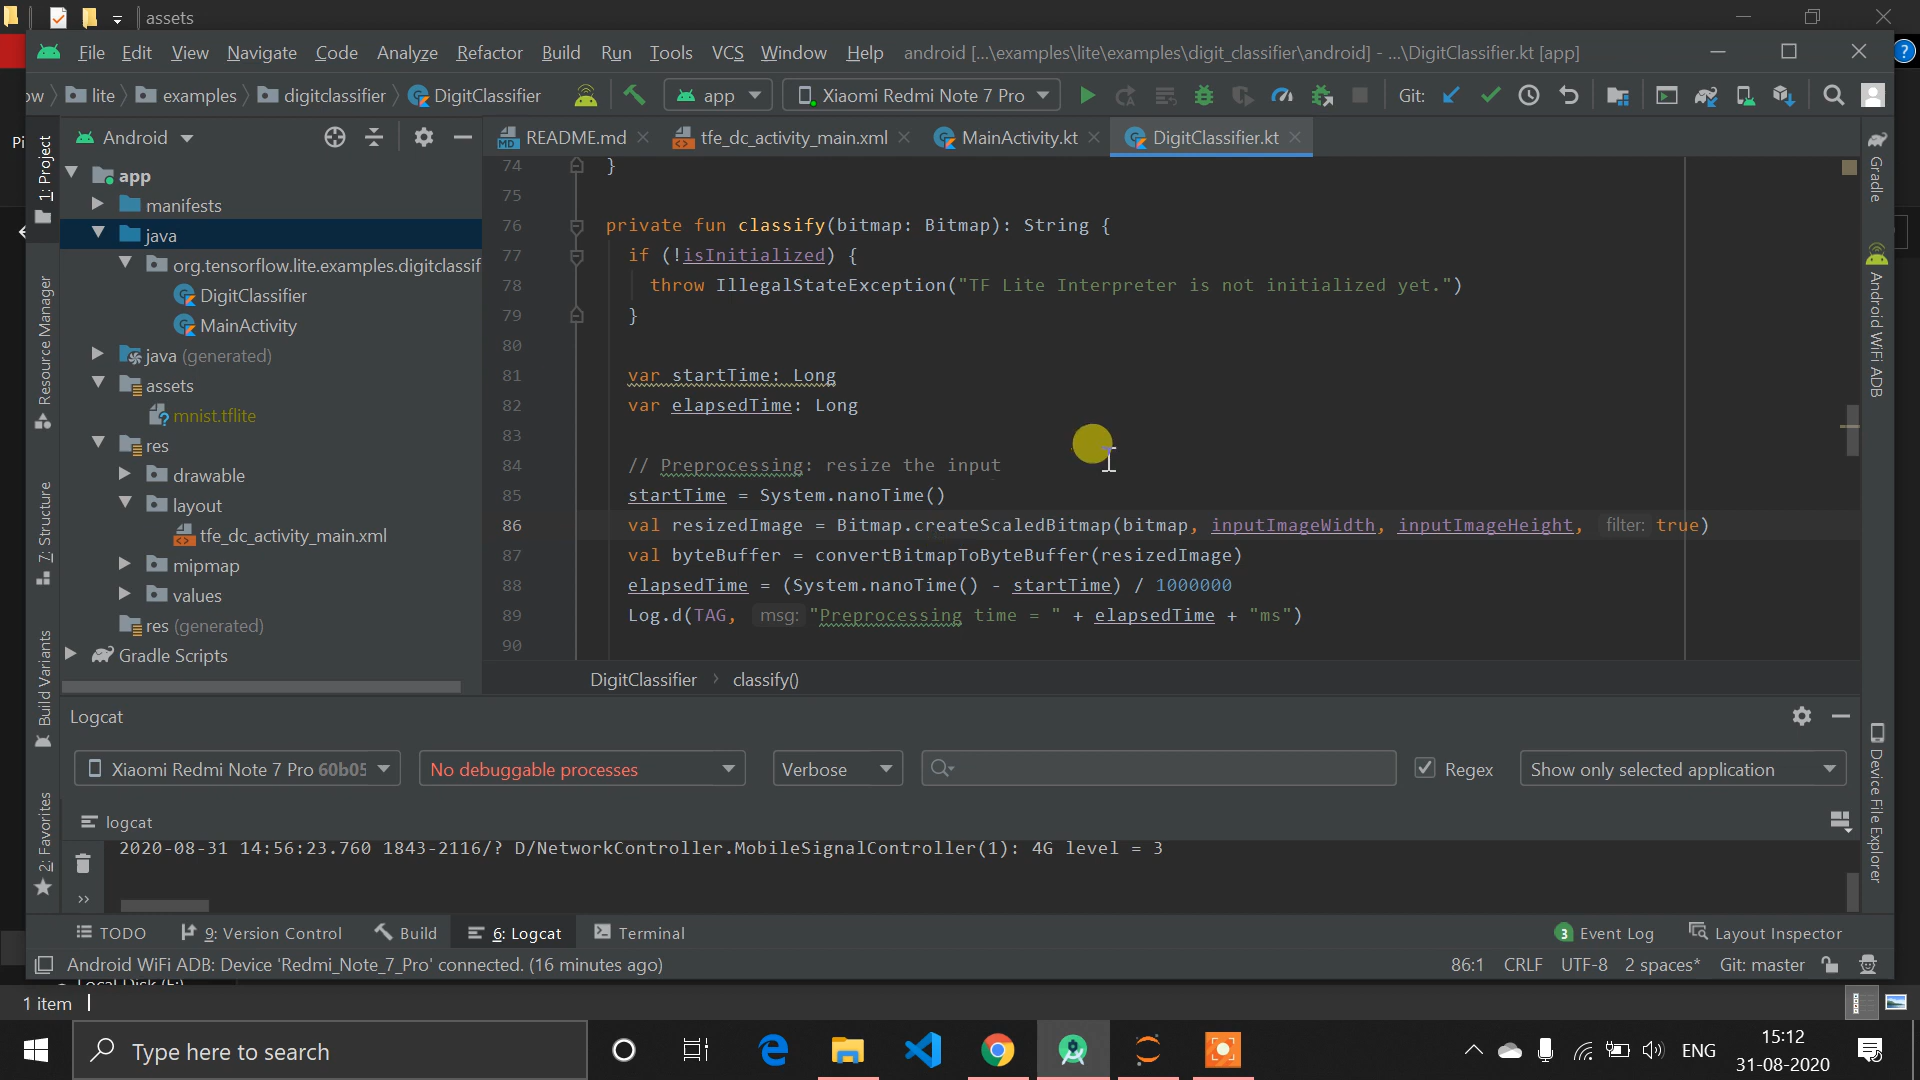 assets
File Edit View Navigate Code Analyze Refactor Build Run Tools VCS Window Help android [...\examples\lite\examples\digit_classifier\android] - ...\DigitClassifier.kt [app]
ow lite examples digitclassifier DigitClassifier app Xiaomi Redmi Note 7 Pro Git:
Pi
Android
README.md tfe_dc_activity_main.xml MainActivity.kt DigitClassifier.kt
1: Project
Resource Manager
7: Structure
Build Variants
2: Favorites
app
manifests
java
org.tensorflow.lite.examples.digitclassif
DigitClassifier
MainActivity
java (generated)
assets
mnist.tflite
res
drawable
layout
tfe_dc_activity_main.xml
mipmap
values
res (generated)
Gradle Scripts
74 }
75
76 private fun classify(bitmap: Bitmap): String {
77 if (!isInitialized) {
78 throw IllegalStateException("TF Lite Interpreter is not initialized yet.")
79 }
80
81 var startTime: Long
82 var elapsedTime: Long
83
84 // Preprocessing: resize the input
85 startTime = System.nanoTime()
86 val resizedImage = Bitmap.createScaledBitmap(bitmap, inputImageWidth, inputImageHeight, filter: true)
87 val byteBuffer = convertBitmapToByteBuffer(resizedImage)
88 elapsedTime = (System.nanoTime() - startTime) / 1000000
89 Log.d(TAG, msg: "Preprocessing time = " + elapsedTime + "ms")
90
DigitClassifier classify()
Gradle
Android WiFi ADB
Device File Explorer
Logcat
Xiaomi Redmi Note 7 Pro 60b05 No debuggable processes Verbose Regex Show only selected application
logcat
2020-08-31 14:56:23.760 1843-2116/? D/NetworkController.MobileSignalController(1): 4G level = 3
TODO 9: Version Control Build 6: Logcat Terminal 3 Event Log Layout Inspector
Android WiFi ADB: Device 'Redmi_Note_7_Pro' connected. (16 minutes ago) 86:1 CRLF UTF-8 2 spaces* Git: master
1 item
Type here to search
ENG
15:12
31-08-2020